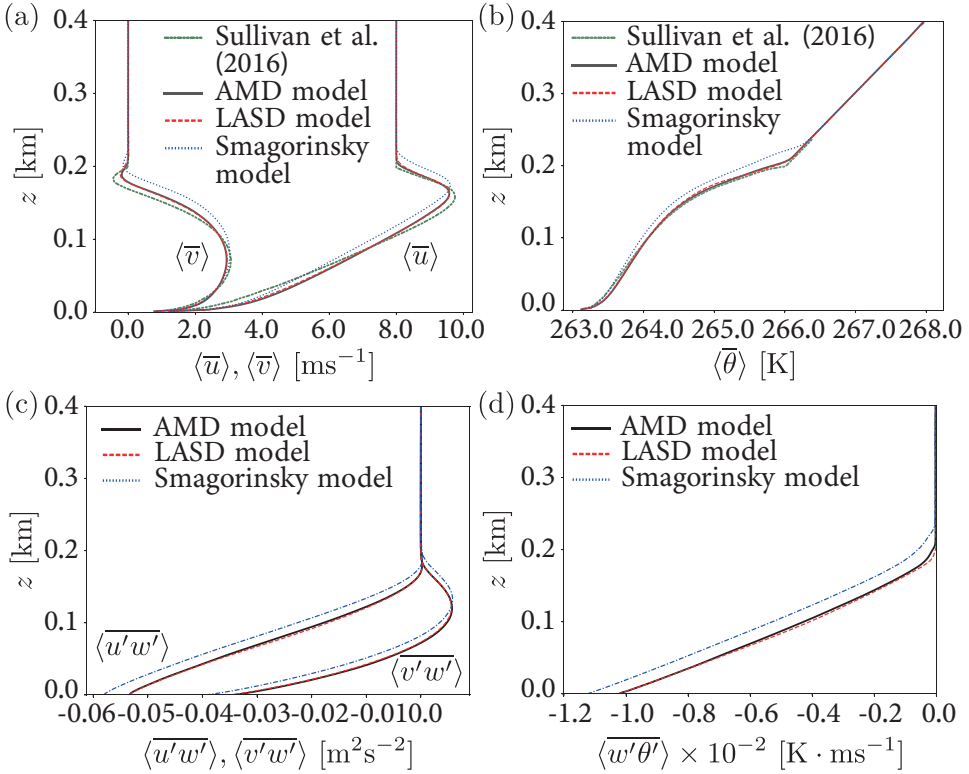 (a)
0.4
0.3
0.2
0.1
0.0
z [km]
Sullivan et al.
(2016)
AMD model
LASD model
Smagorinsky
model
⟨v̅⟩
⟨u̅⟩
0.0 2.0 4.0 6.0 8.0 10.0
⟨u̅⟩, ⟨v̅⟩ [ms⁻¹]
(b)
0.4
0.3
0.2
0.1
0.0
z [km]
Sullivan et al. (2016)
AMD model
LASD model
Smagorinsky
model
263.0 264.0 265.0 266.0 267.0 268.0
⟨θ̅⟩ [K]
(c)
0.4
0.3
0.2
0.1
0.0
z [km]
AMD model
LASD model
Smagorinsky model
⟨u̅'̅w̅'̅⟩
⟨v̅'̅w̅'̅⟩
-0.06 -0.05 -0.04 -0.03 -0.02 -0.01 0.0
⟨u̅'̅w̅'̅⟩, ⟨v̅'̅w̅'̅⟩ [m²s⁻²]
(d)
0.4
0.3
0.2
0.1
0.0
z [km]
AMD model
LASD model
Smagorinsky model
-1.2 -1.0 -0.8 -0.6 -0.4 -0.2 0.0
⟨w̅'̅θ̅'̅⟩ × 10⁻² [K · ms⁻¹]